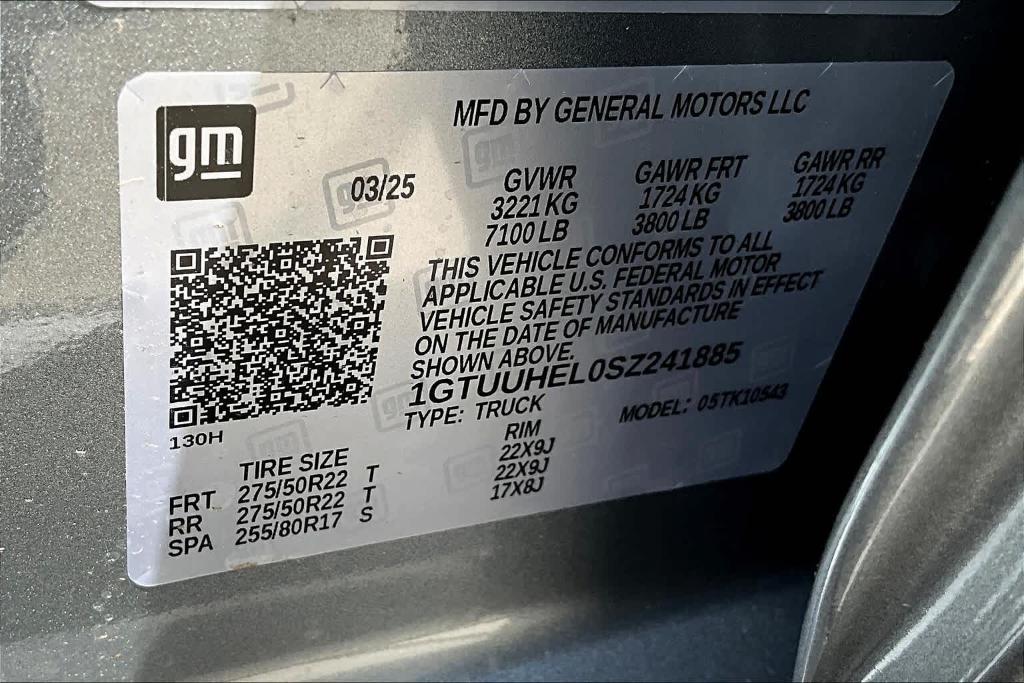 gm
MFD BY GENERAL MOTORS LLC
03/25
GVWR GAWR FRT GAWR RR
3221 KG 1724 KG 1724 KG
7100 LB 3800 LB 3800 LB
THIS VEHICLE CONFORMS TO ALL
APPLICABLE U.S. FEDERAL MOTOR
VEHICLE SAFETY STANDARDS IN EFFECT
ON THE DATE OF MANUFACTURE
SHOWN ABOVE.
1GTUUHEL0SZ241885
TYPE: TRUCK MODEL: 05TK10543
130H
TIRE SIZE RIM
FRT 275/50R22 T 22X9J
RR 275/50R22 T 22X9J
SPA 255/80R17 S 17X8J